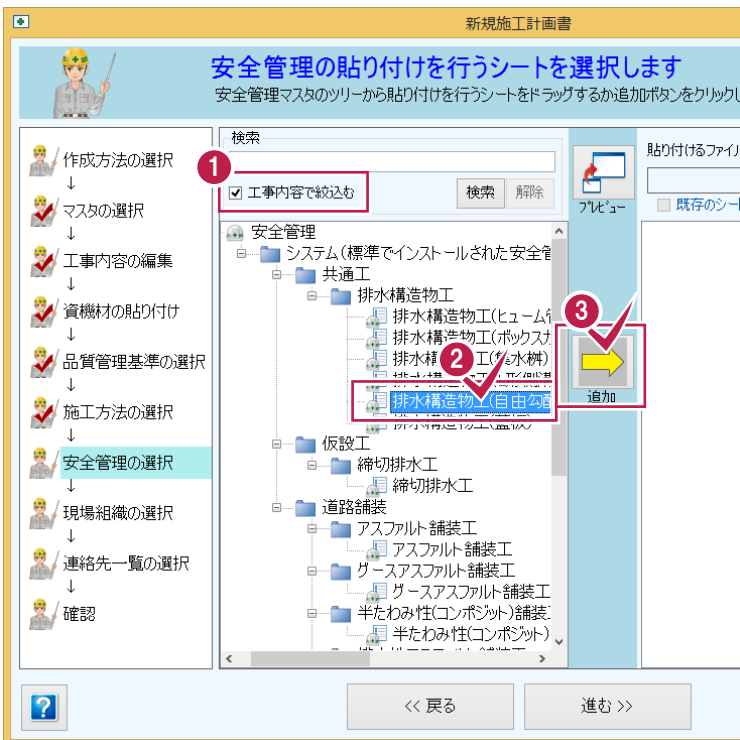 新規施工計画書
安全管理の貼り付けを行うシートを選択します
安全管理マスタのツリーから貼り付けを行うシートをドラッグするか追加ボタンをクリックし
作成方法の選択
↓
マスタの選択
↓
工事内容の編集
↓
資機材の貼り付け
↓
品質管理基準の選択
↓
施工方法の選択
↓
安全管理の選択
↓
現場組織の選択
↓
連絡先一覧の選択
↓
確認
検索
1
工事内容で絞込む
検索
解除
安全管理
システム(標準でインストールされた安全管
共通工
排水構造物工
排水構造物工(ヒューム管
排水構造物工(ボックスカ
排水構造物工(集水桝)
2
排水構造物工(自由勾配
排水構造物工(蓋板)
仮設工
締切排水工
締切排水工
道路舗装
アスファルト舗装工
アスファルト舗装工
グースアスファルト舗装工
グースアスファルト舗装工
半たわみ性(コンポジット)舗装工
半たわみ性(コンポジット)
プレビュー
3
追加
貼り付けるファイル
既存のシート
?
<< 戻る
進む >>